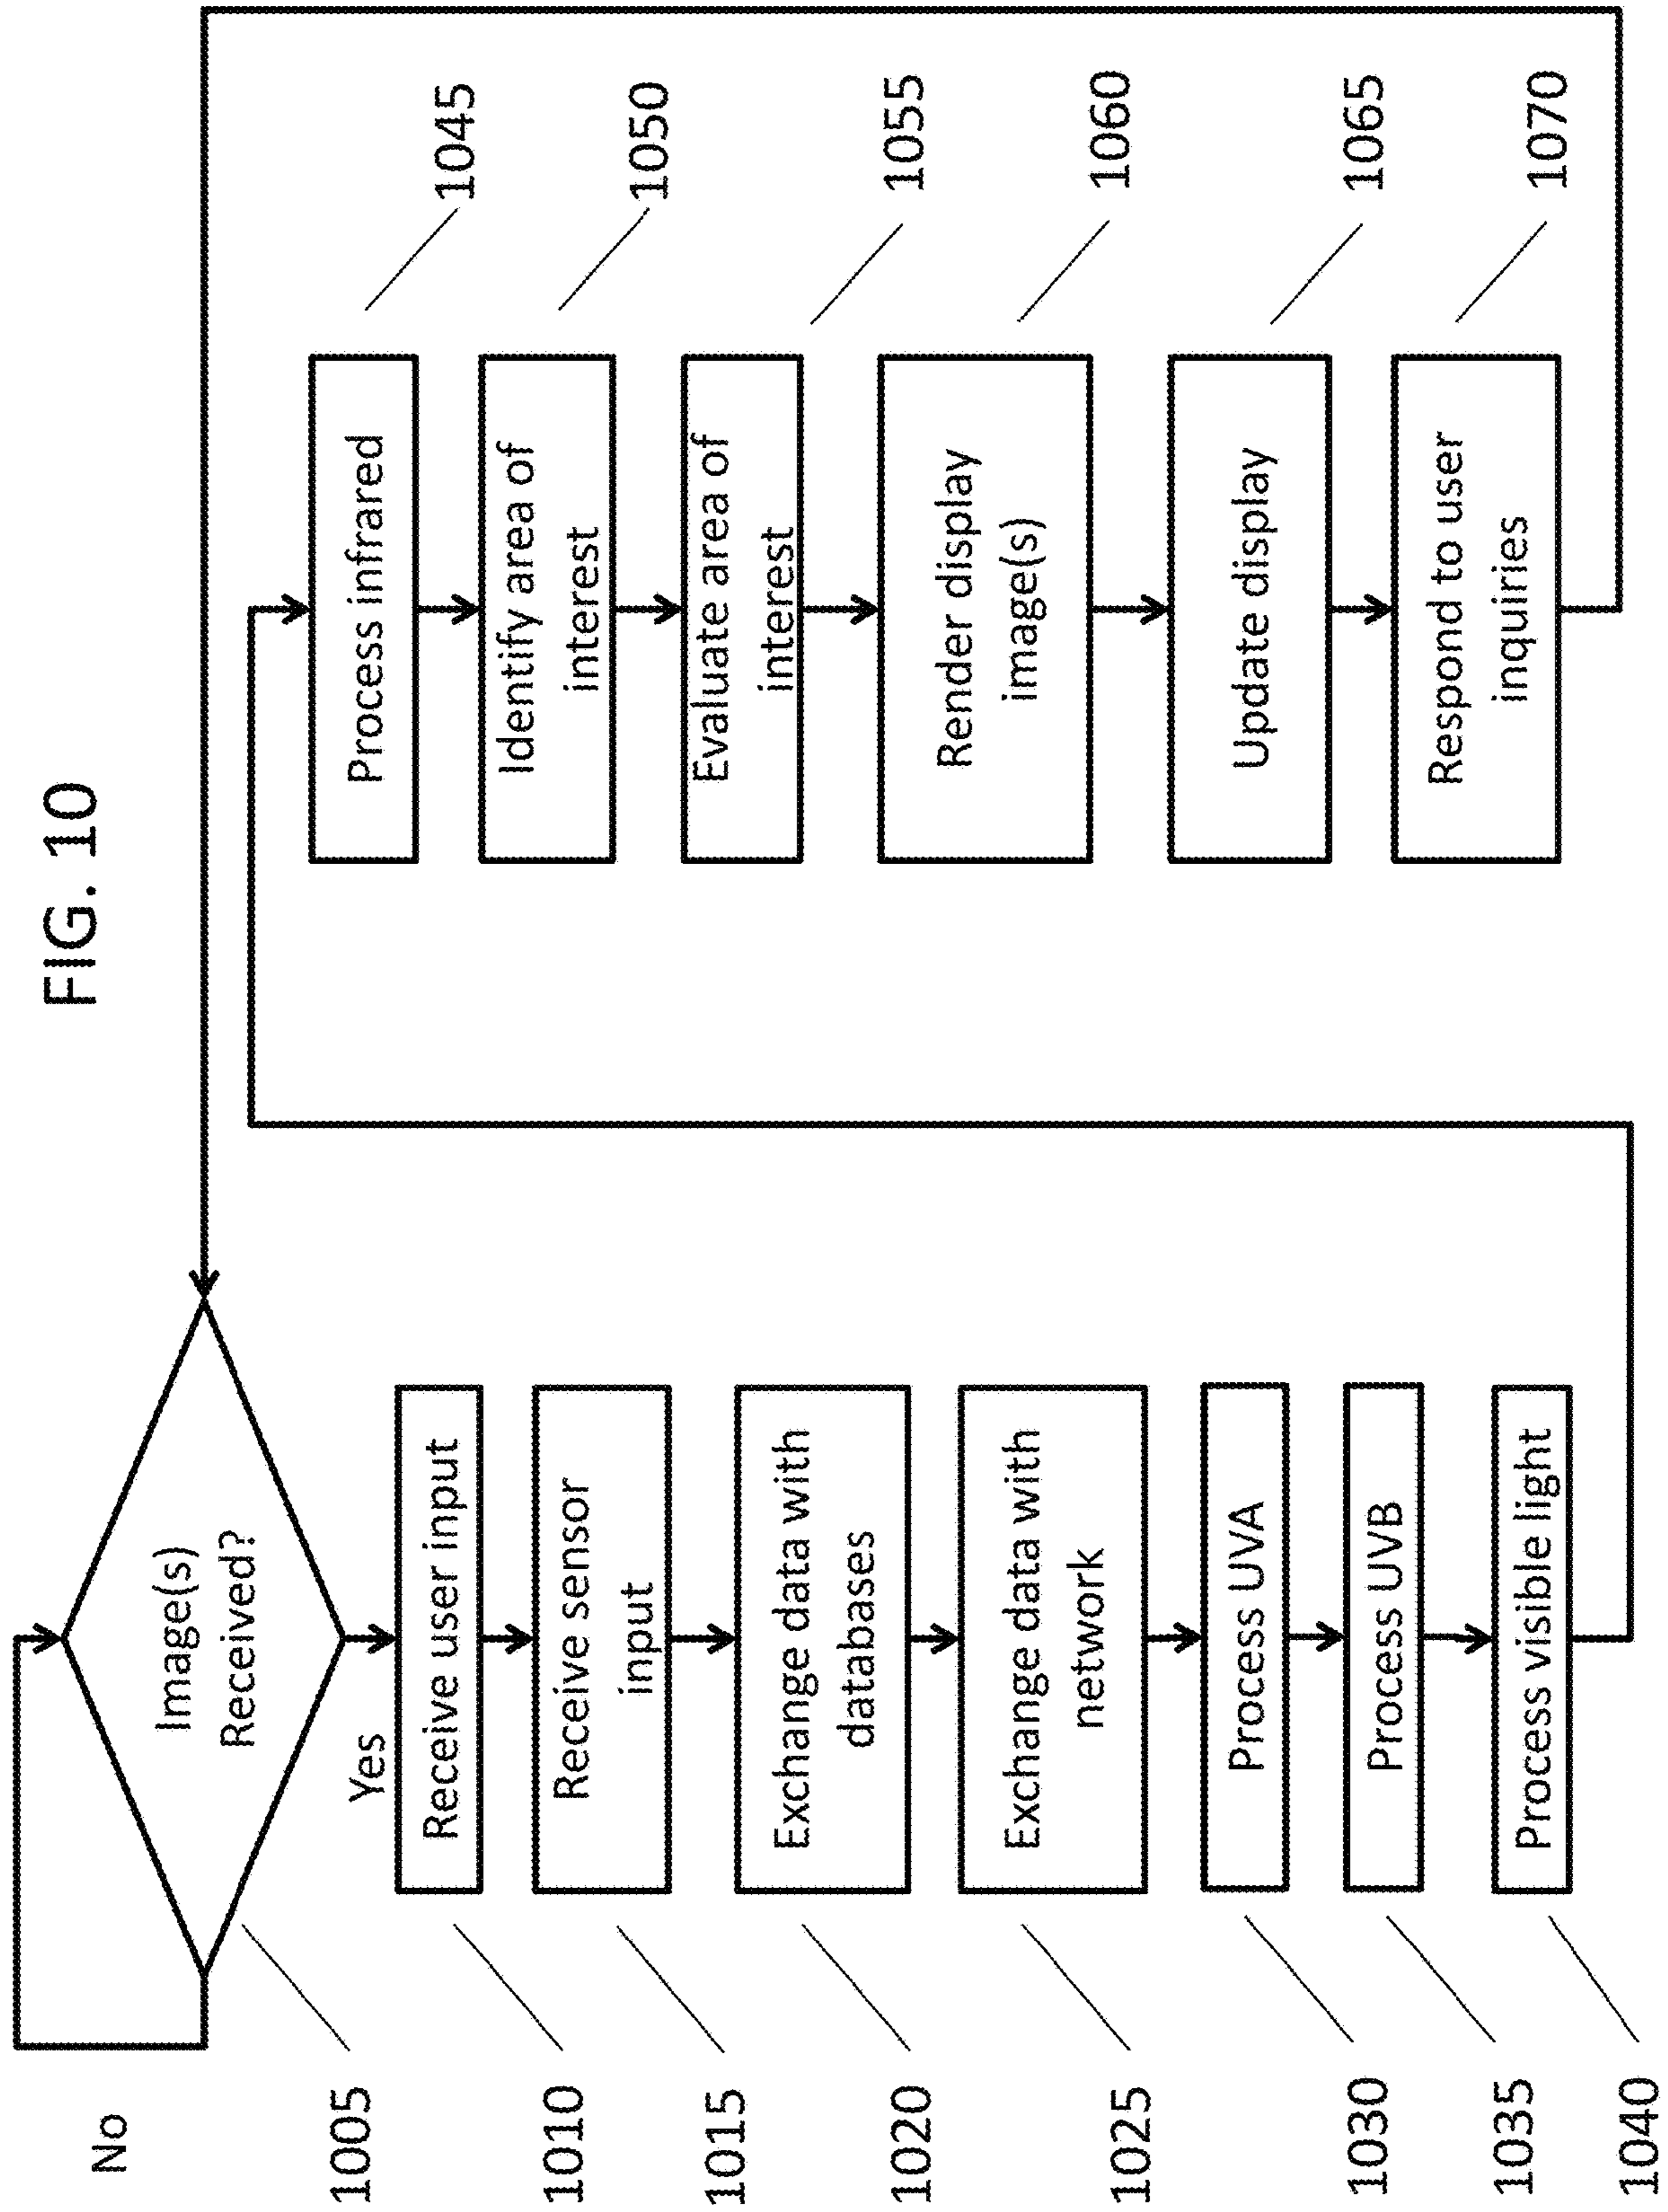 FIG. 10
No
Image(s)
Received?
1005
Yes
Receive user input
1010
Receive sensor
input
1015
Exchange data with
databases
1020
Exchange data with
network
1025
Process UVA
1030
Process UVB
1035
Process visible light
1040
Process infrared
1045
Identify area of
interest
1050
Evaluate area of
interest
1055
Render display
image(s)
1060
Update display
1065
Respond to user
inquiries
1070